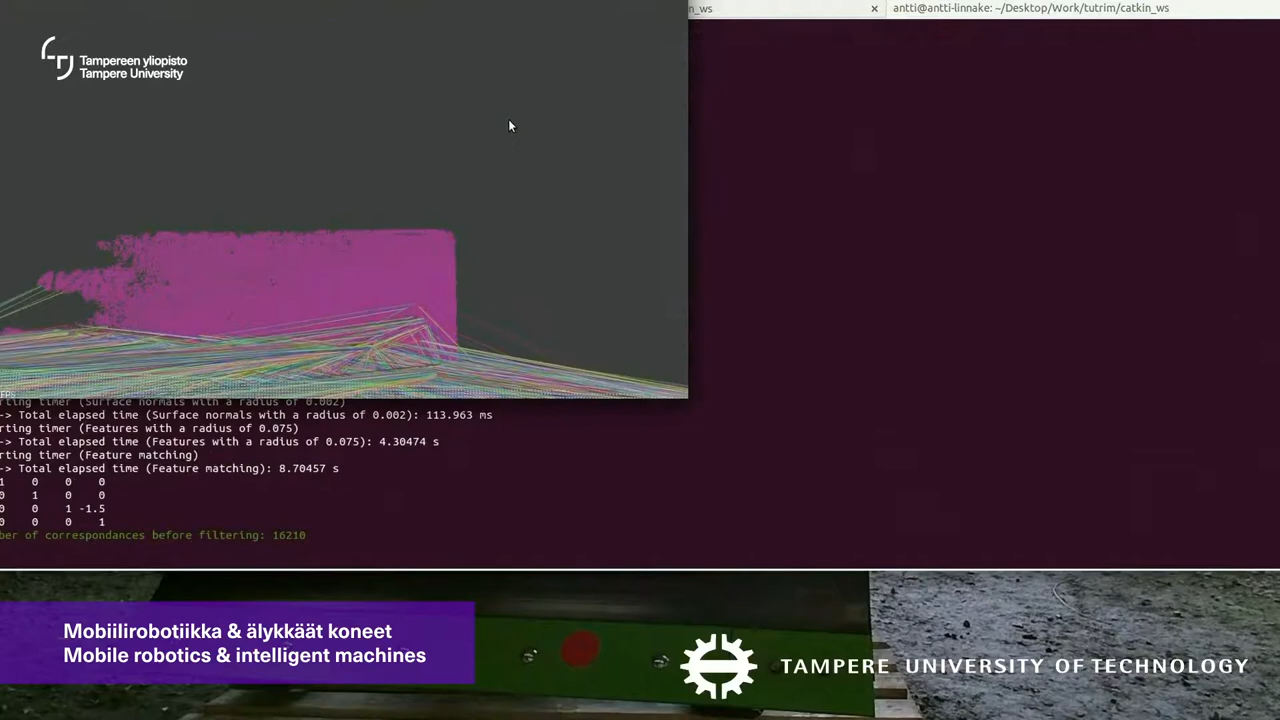 n_ws
antti@antti-linnake: ~/Desktop/Work/tutrim/catkin_ws
Tampereen yliopisto
Tampere University
FPS
rting timer (Surface normals with a radius of 0.002)
-> Total elapsed time (Surface normals with a radius of 0.002): 113.963 ms
rting timer (Features with a radius of 0.075)
-> Total elapsed time (Features with a radius of 0.075): 4.30474 s
rting timer (Feature matching)
-> Total elapsed time (Feature matching): 8.70457 s
1 0 0 0
0 1 0 0
0 0 1 -1.5
0 0 0 1
ber of correspondances before filtering: 16210
Mobiilirobotiikka & älykkäät koneet
Mobile robotics & intelligent machines
TAMPERE UNIVERSITY OF TECHNOLOGY